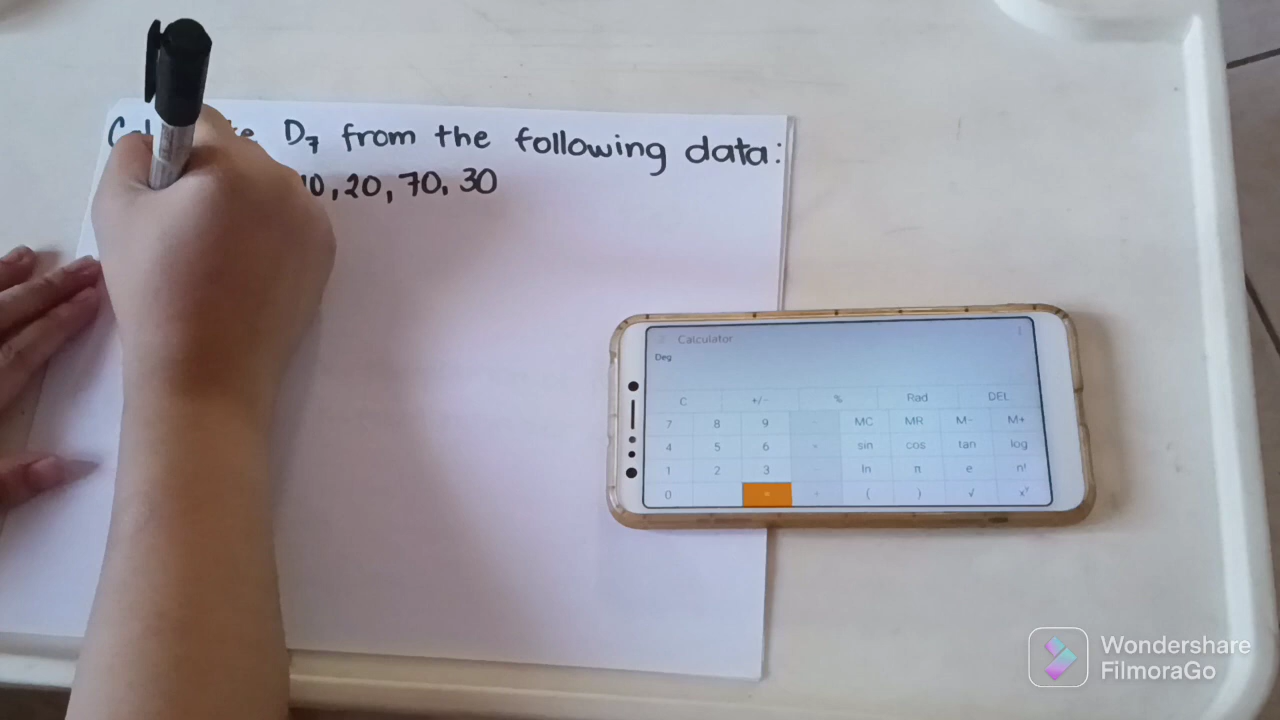 D7 from the following data:
, 20, 70, 30
Calculator
Deg
C +/- % Rad DEL
7 8 9 MC MR M- M+
4 5 6 sin cos tan log
1 2 3 ln π e n!
0 = + ( ) √ xʸ
Wondershare
FilmoraGo